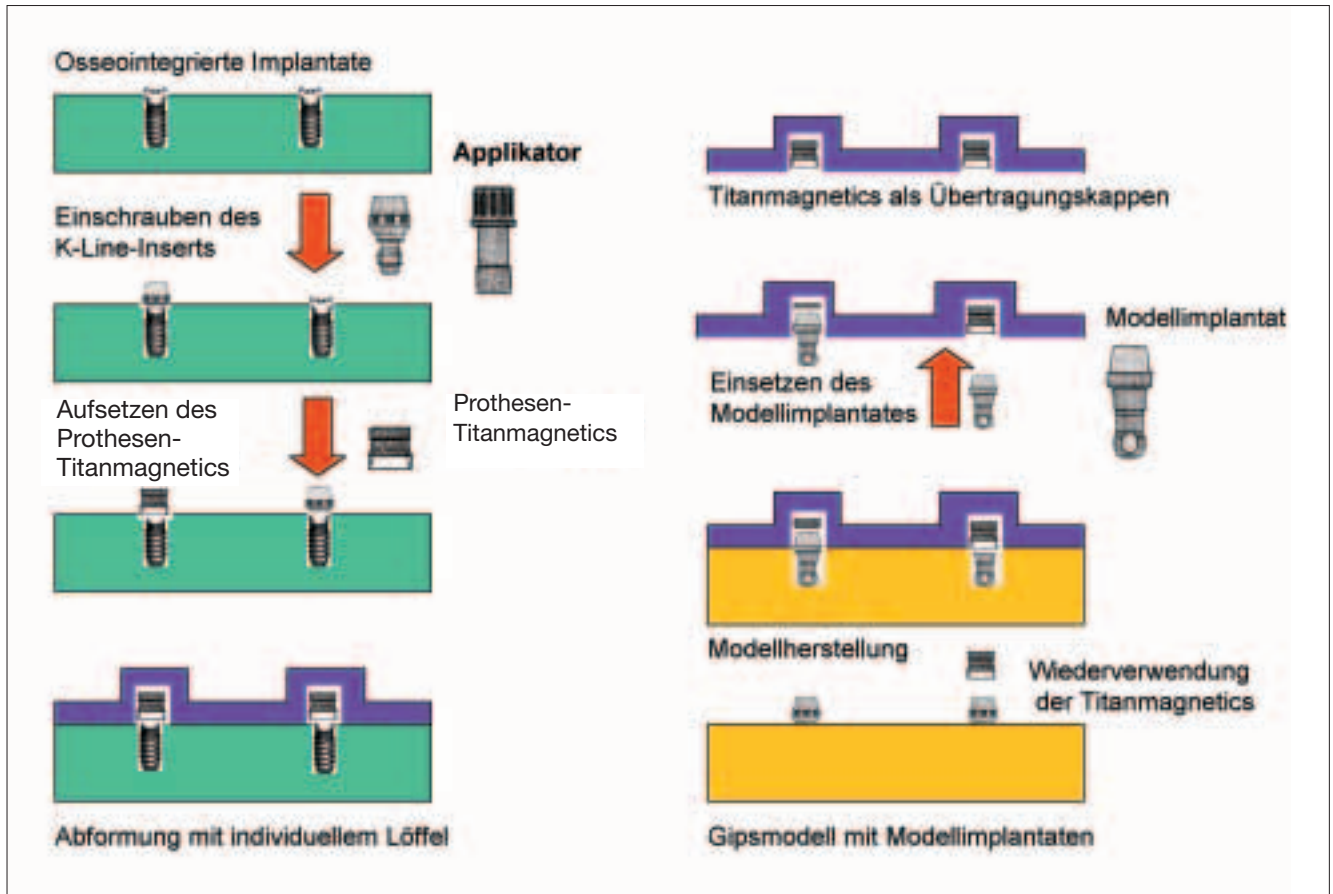 Osseointegrierte Implantate
Applikator
Einschrauben des
K-Line-Inserts
Aufsetzen des
Prothesen-
Titanmagnetics
Prothesen-
Titanmagnetics
Abformung mit individuellem Löffel
Titanmagnetics als Übertragungskappen
Modellimplantat
Einsetzen des
Modellimplantates
Modellherstellung
Wiederverwendung
der Titanmagnetics
Gipsmodell mit Modellimplantaten